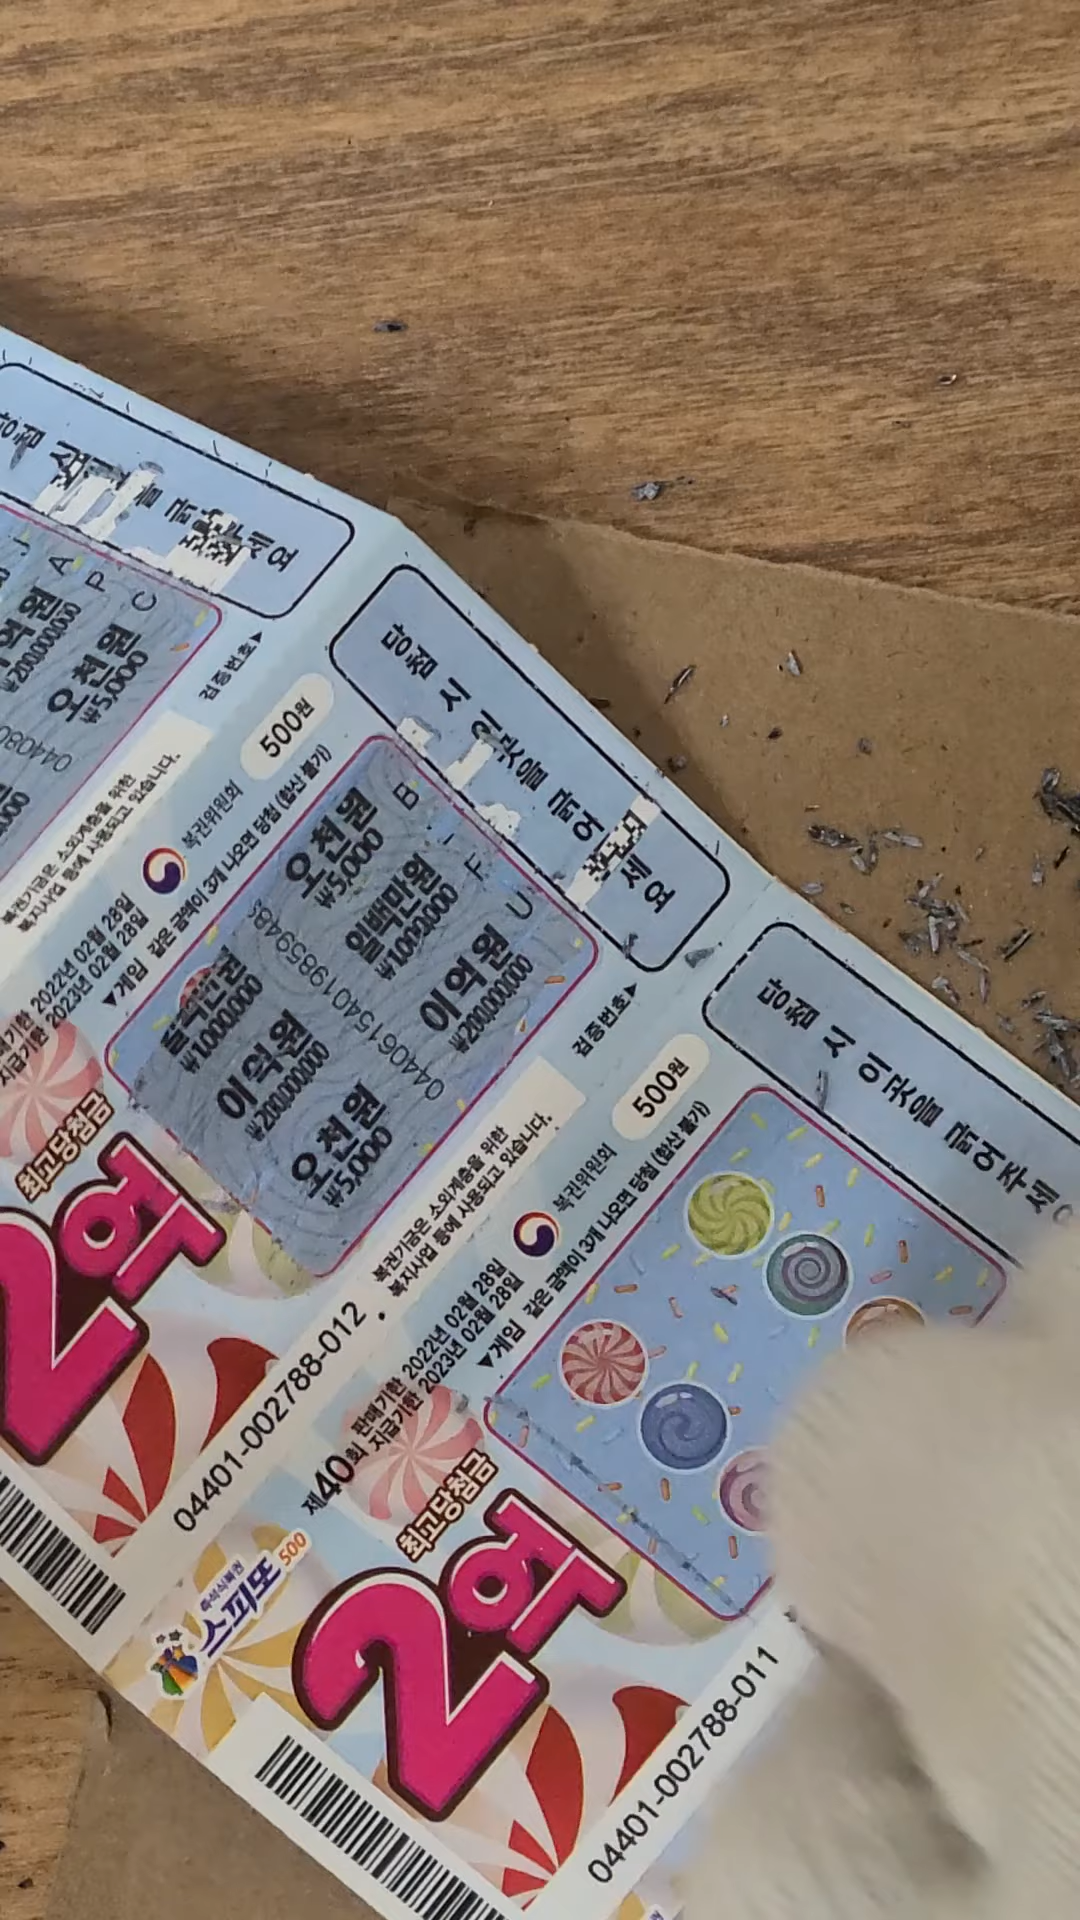 당첨 시
세요
J
A
P
C
억원
₩200,000,000
오천원
₩5,000
044080
검증번호▶
복권기금은 소외계층을 위한
복지사업 등에 사용되고 있습니다.
당첨 시 이곳을 긁어
세요
500원
복권위원회
2022년 02월 28일
지급기한 2023년 02월 28일
▼게임 같은 금액이 3개 나오면 당첨 (합산 불가)
B
F
U
오천원
₩5,000
일백만원
₩1,000,000
이억원
₩200,000,000
₩1,000,000
이억원
₩200,000,000
오천원
₩5,000
검증번호▶
최고당첨금
2억
복권기금은 소외계층을 위한
복지사업 등에 사용되고 있습니다.
04401-002788-012
당첨 시 이곳을 긁어주세
500원
복권위원회
제40회
판매기한 2022년 02월 28일
지급기한 2023년 02월 28일
▼게임 같은 금액이 3개 나오면 당첨 (합산 불가)
즉석식복권
스피또 500
최고당첨금
2억
04401-002788-011